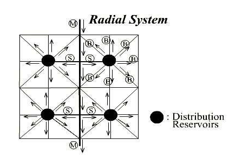 Radial System
M
B B
B B
S S B
B B B
S S
M
: Distribution
Reservoirs